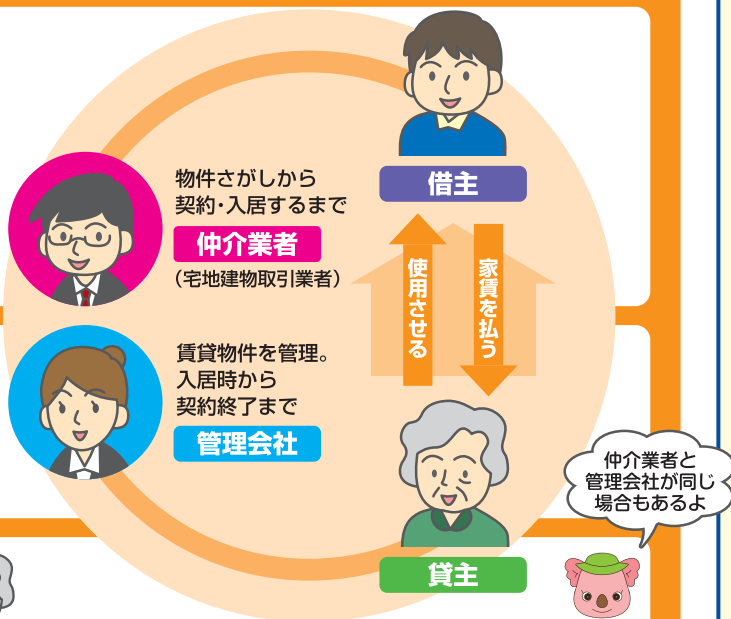 借主
物件さがしから
契約・入居するまで
仲介業者
（宅地建物取引業者）
使用させる
家賃を払う
賃貸物件を管理。
入居時から
契約終了まで
管理会社
貸主
仲介業者と
管理会社が同じ
場合もあるよ